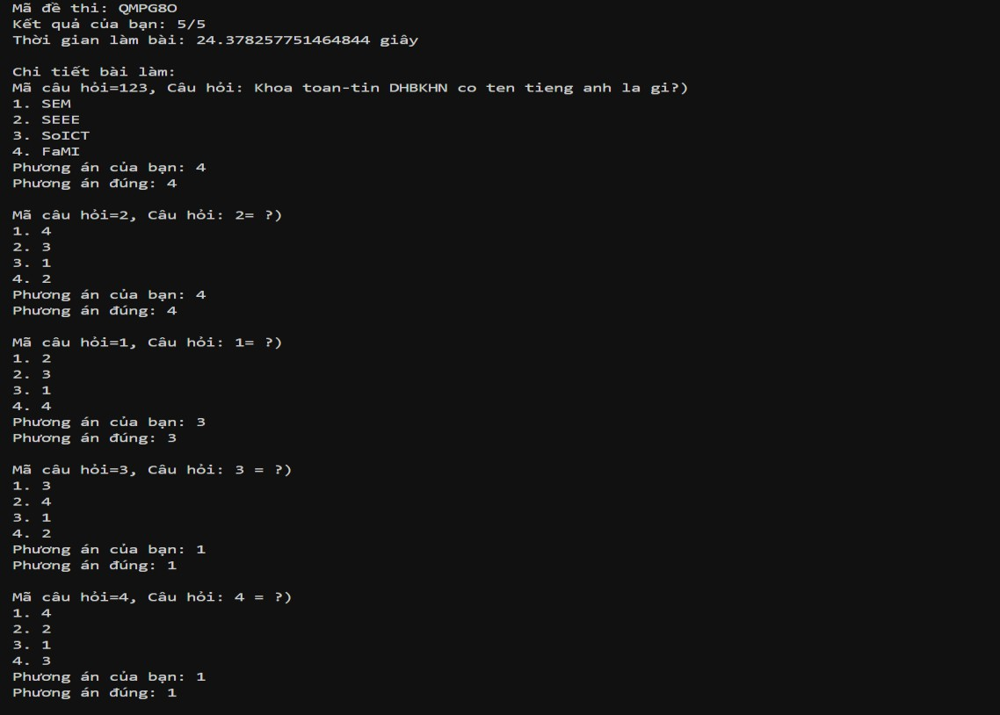 Mã đề thi: QMPG8O
Kết quả của bạn: 5/5
Thời gian làm bài: 24.378257751464844 giây
Chi tiết bài làm:
Mã câu hỏi=123, Câu hỏi: Khoa toan-tin DHBKHN co ten tieng anh la gi?)
1. SEM
2. SEEE
3. SoICT
4. FaMI
Phương án của bạn: 4
Phương án đúng: 4
Mã câu hỏi=2, Câu hỏi: 2= ?)
1. 4
2. 3
3. 1
4. 2
Phương án của bạn: 4
Phương án đúng: 4
Mã câu hỏi=1, Câu hỏi: 1= ?)
1. 2
2. 3
3. 1
4. 4
Phương án của bạn: 3
Phương án đúng: 3
Mã câu hỏi=3, Câu hỏi: 3 = ?)
1. 3
2. 4
3. 1
4. 2
Phương án của bạn: 1
Phương án đúng: 1
Mã câu hỏi=4, Câu hỏi: 4 = ?)
1. 4
2. 2
3. 1
4. 3
Phương án của bạn: 1
Phương án đúng: 1